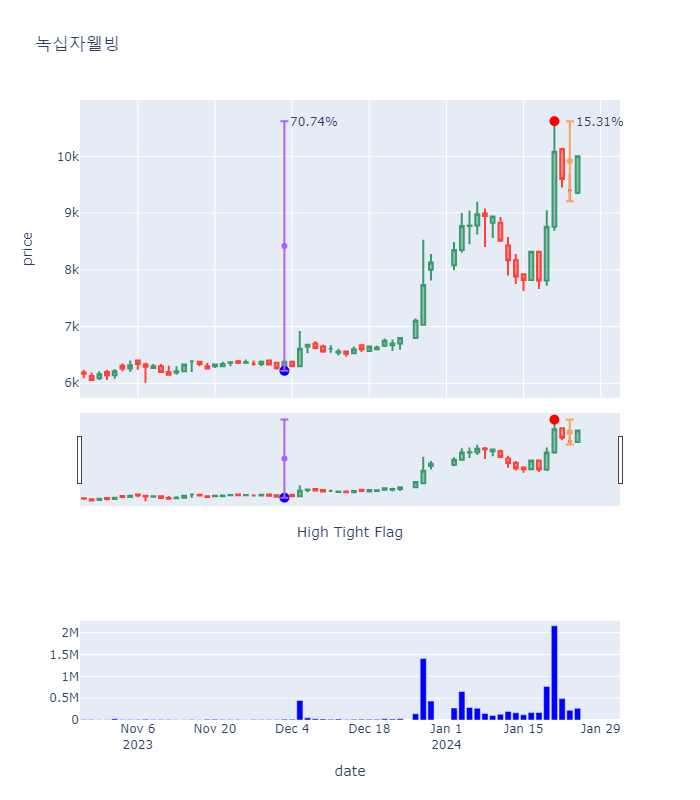 녹십자웰빙
70.74%
15.31%
10k
9k
8k
7k
6k
price
High Tight Flag
2M
1.5M
1M
0.5M
0
Nov 6 Nov 20 Dec 4 Dec 18 Jan 1 Jan 15 Jan 29
2023 2024
date